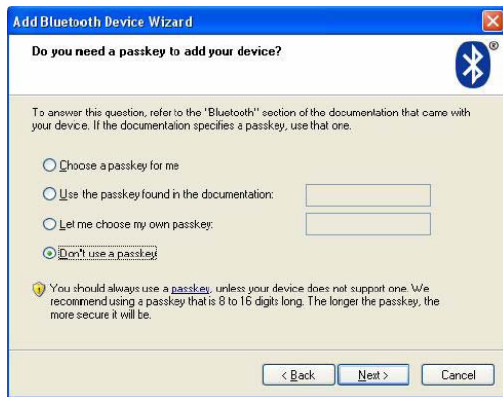 Add Bluetooth Device Wizard
Do you need a passkey to add your device?
®
To answer this question, refer to the "Bluetooth" section of the documentation that came with
your device. If the documentation specifies a passkey, use that one.
Choose a passkey for me
Use the passkey found in the documentation:
Let me choose my own passkey:
Don't use a passkey
You should always use a passkey, unless your device does not support one. We
recommend using a passkey that is 8 to 16 digits long. The longer the passkey, the
more secure it will be.
< Back Next > Cancel